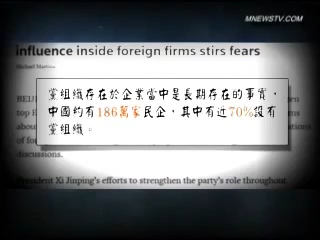 MNEWSTV.COM
influence inside foreign firms stirs fears
Michael Martina
黨組織存在於企業當中是長期存在的事實，
中國約有186萬家民企，其中有近70%設有
黨組織。
discussions.
President Xi Jinping's efforts to strengthen the party's role throughout